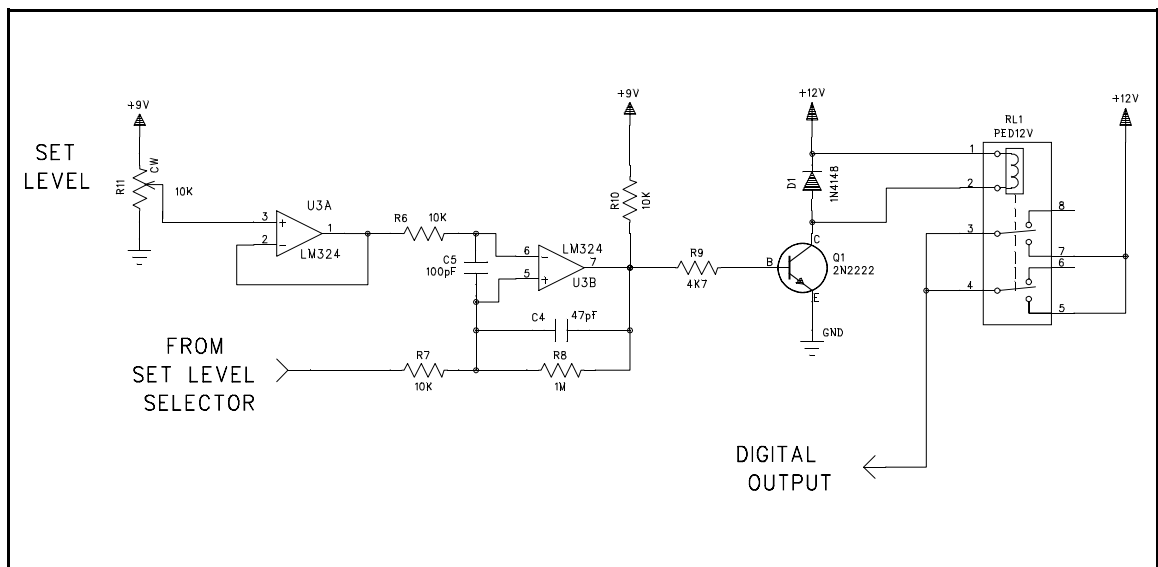 +9V
SET
LEVEL
R11
CW
10K
3
+
2
-
U3A
1
LM324
R6
10K
C5
100pF
6
-
5
+
LM324
7
U3B
+9V
R10
10K
C4
47pF
FROM
SET LEVEL
SELECTOR
R7
10K
R8
1M
R9
4K7
+12V
D1
1N4148
B
C
E
Q1
2N2222
GND
RL1
PED12V
1
2
3
4
8
7
6
5
+12V
DIGITAL
OUTPUT